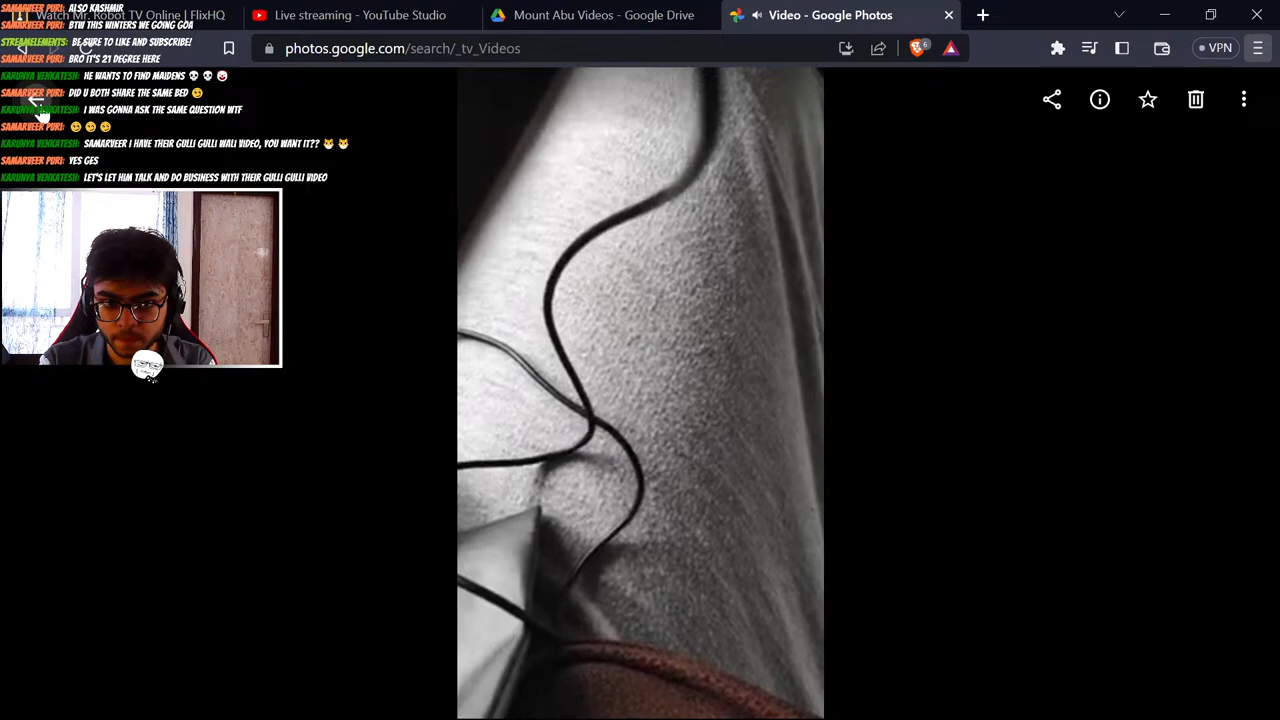 SAMARVEER PURI: ALSO KASHMIR
SAMARVEER PURI: BTW THIS WINTERS WE GOING GOA
STREAMELEMENTS: BE SURE TO LIKE AND SUBSCRIBE!
SAMARVEER PURI: BRO IT'S 21 DEGREE HERE
KARUNYA VENKATESH: HE WANTS TO FIND MAIDENS 💀 💀 🤡
SAMARVEER PURI: DID U BOTH SHARE THE SAME BED 😉
KARUNYA VENKATESH: I WAS GONNA ASK THE SAME QUESTION WTF
SAMARVEER PURI: 😏 😏 😏
KARUNYA VENKATESH: SAMARVEER I HAVE THEIR GULLI GULLI WALI VIDEO, YOU WANT IT??
SAMARVEER PURI: YES GES
KARUNYA VENKATESH: LET'S LET HIM TALK AND DO BUSINESS WITH THEIR GULLI GULLI VIDEO
Watch Mr. Robot TV Online | FlixHQ
Live streaming - YouTube Studio
Mount Abu Videos - Google Drive
Video - Google Photos
photos.google.com/search/_tv_Videos
6
VPN